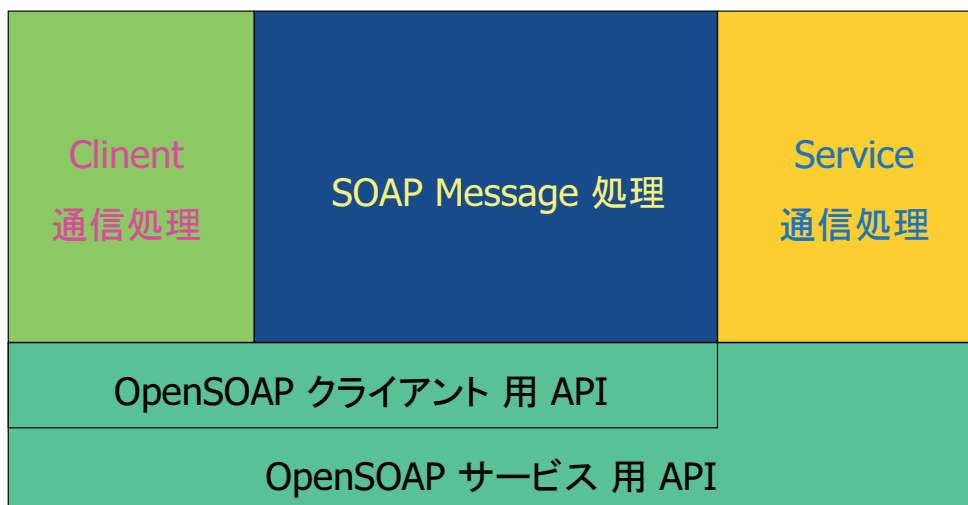 Clinent
通信処理
SOAP Message 処理
Service
通信処理
OpenSOAP クライアント 用 API
OpenSOAP サービス 用 API